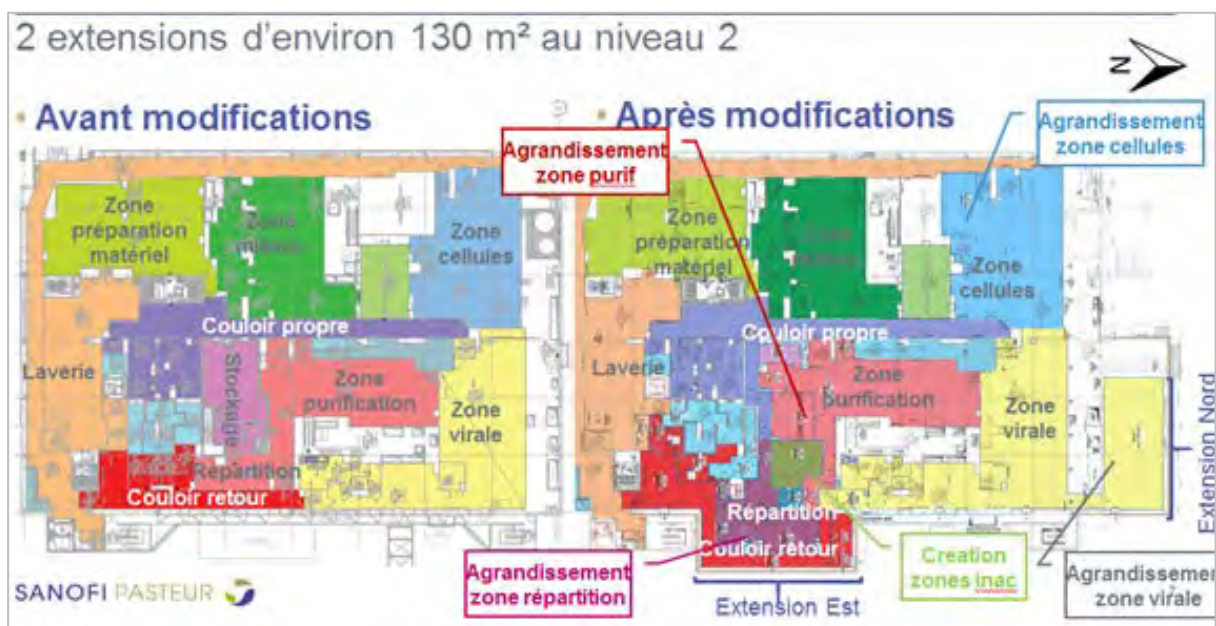 2 extensions d'environ 130 m² au niveau 2
N
• Avant modifications
• Après modifications
Agrandissement
zone purif
Agrandissement
zone cellules
Zone
préparation
matériel
Zone
Zone
cellules
Couloir propre
Laverie
Stockage
Zone
purification
Zone
virale
Répartition
Couloir retour
Zone
préparation
matériel
Zone
cellules
Couloir propre
Laverie
Zone
purification
Zone
virale
Répartition
Couloir retour
Extension Nord
Agrandissement
zone répartition
Extension Est
Création
zones inac
Agrandissemen
zone virale
SANOFI PASTEUR